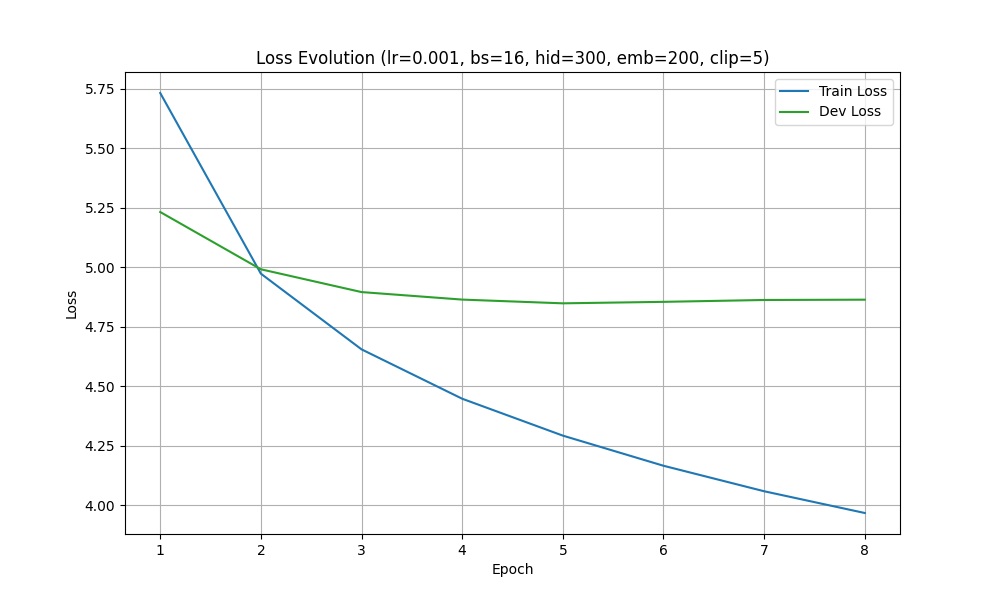 Loss Evolution (lr=0.001, bs=16, hid=300, emb=200, clip=5)
Train Loss
Dev Loss
5.75
5.50
5.25
5.00
4.75
4.50
4.25
4.00
Loss
1 2 3 4 5 6 7 8
Epoch